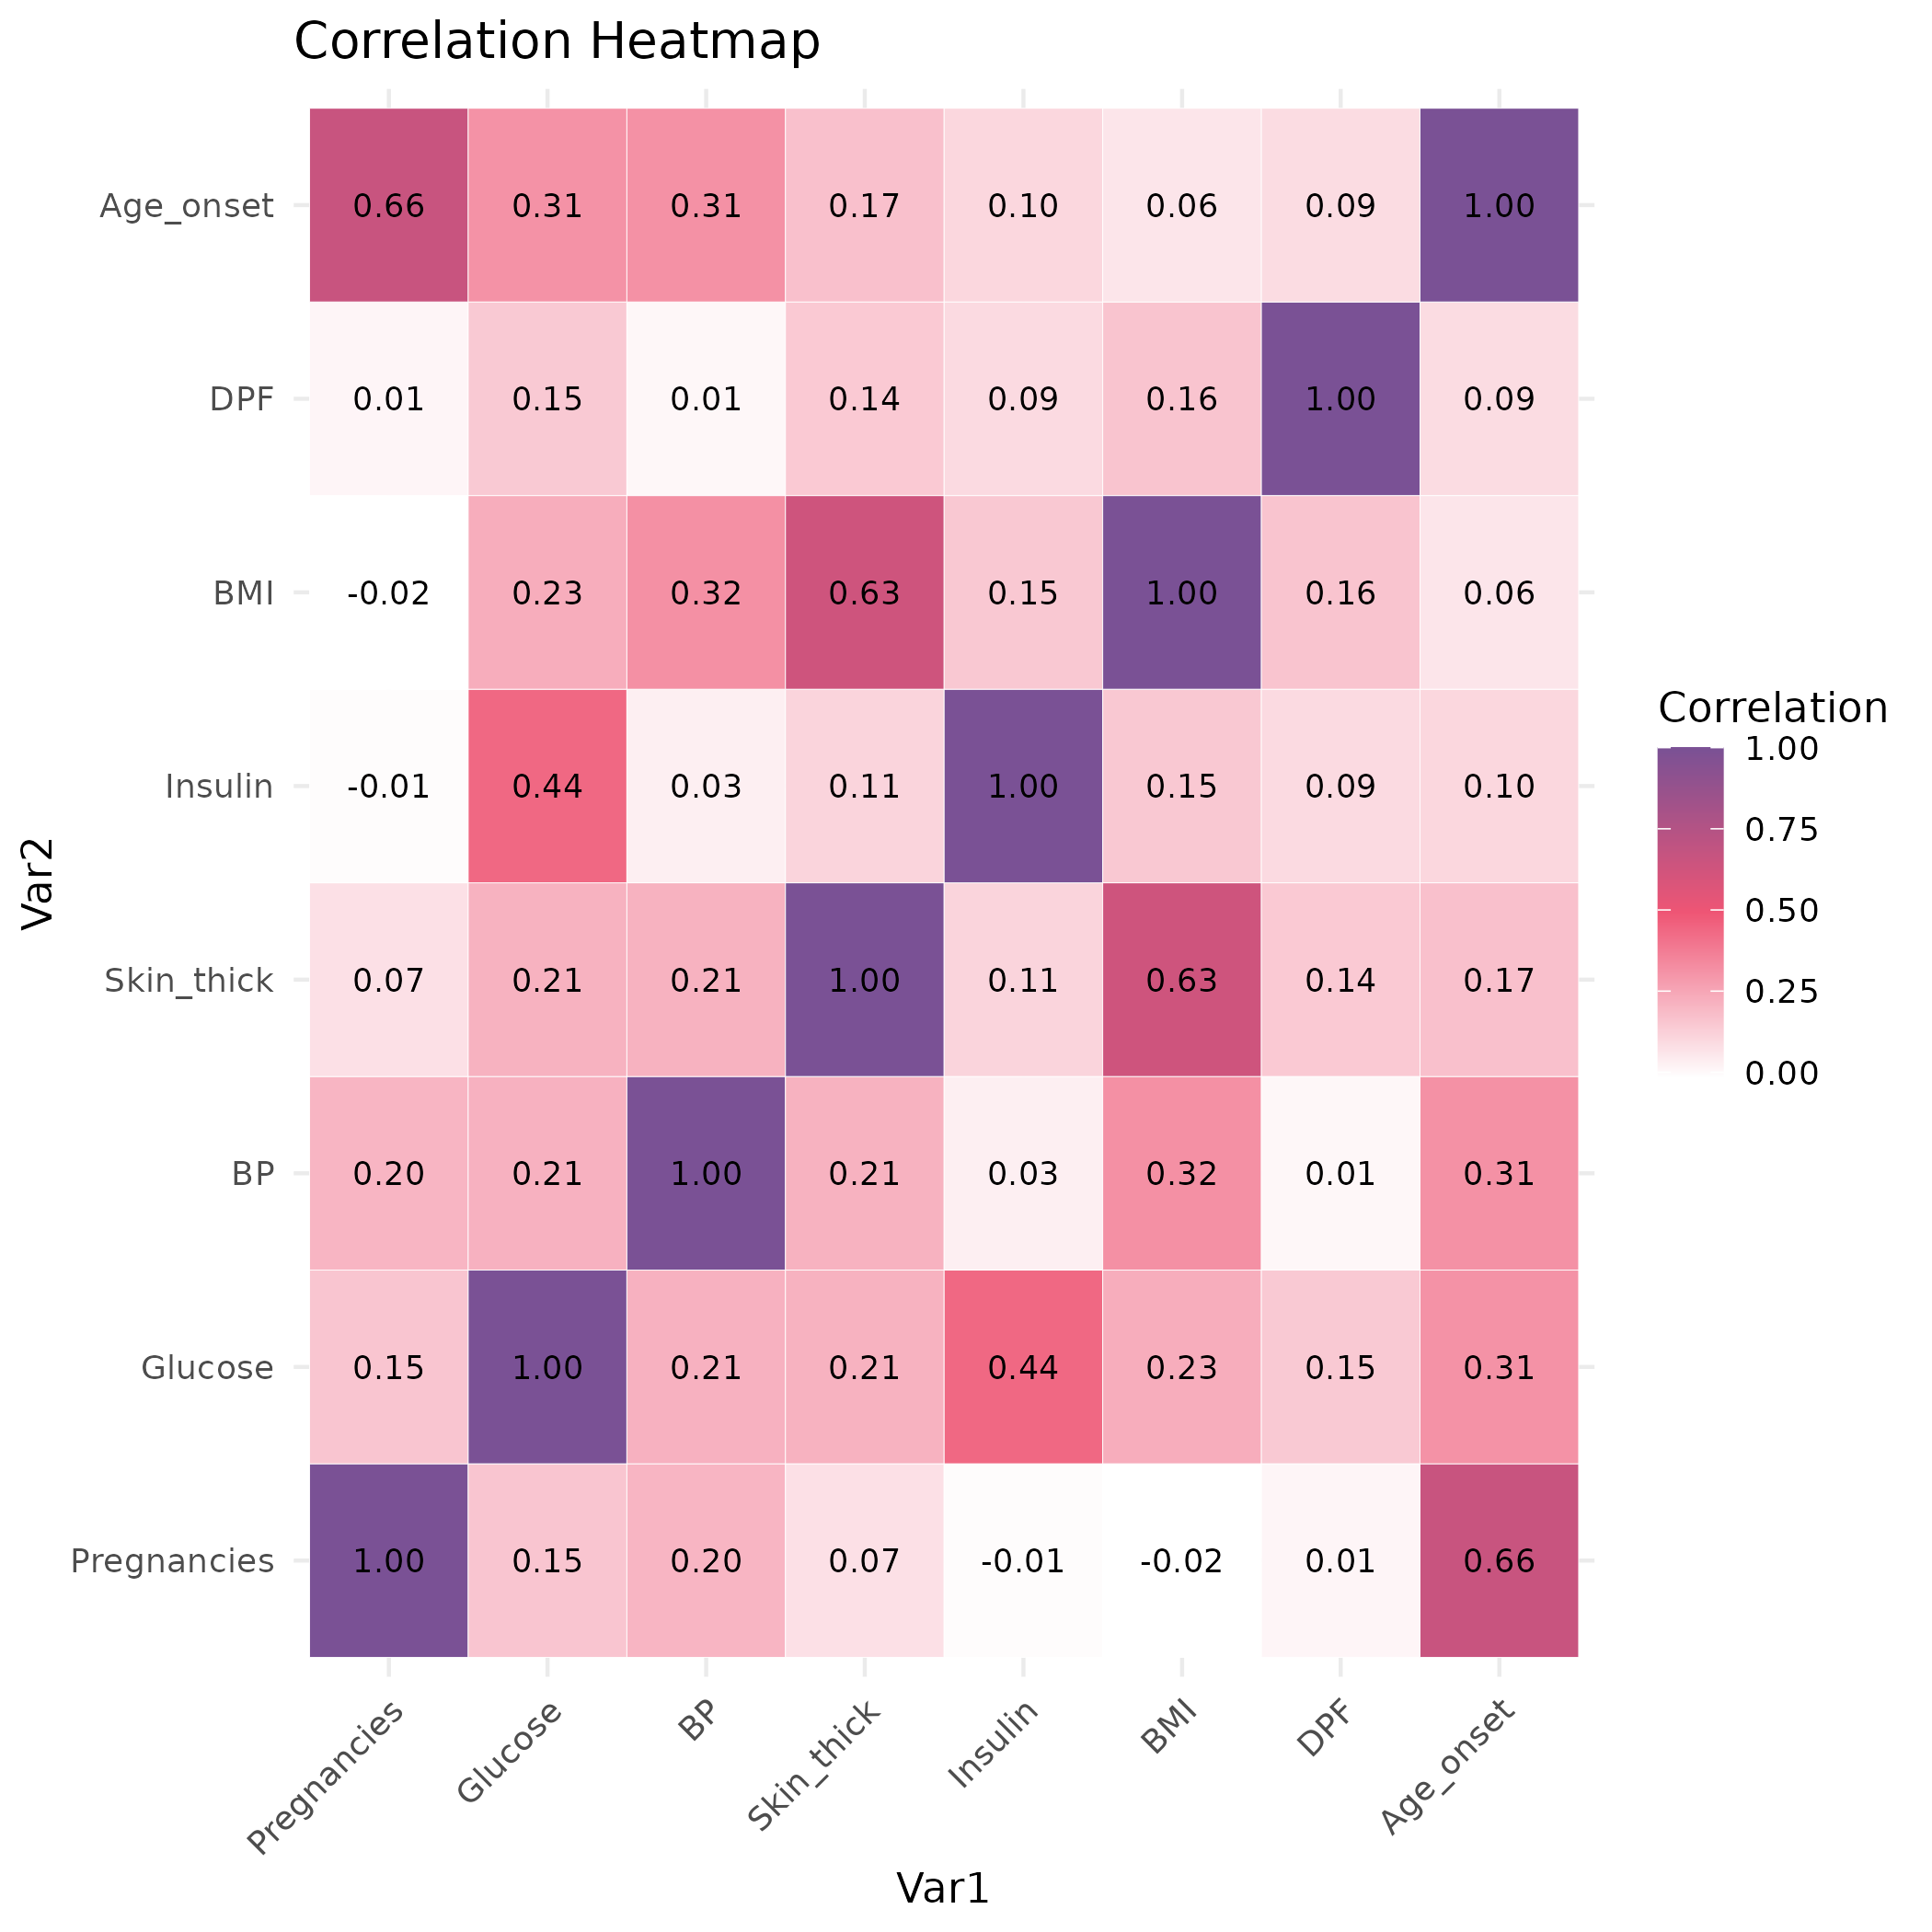 Correlation Heatmap
Age_onset 0.66 0.31 0.31 0.17 0.10 0.06 0.09 1.00
DPF 0.01 0.15 0.01 0.14 0.09 0.16 1.00 0.09
BMI -0.02 0.23 0.32 0.63 0.15 1.00 0.16 0.06
Insulin -0.01 0.44 0.03 0.11 1.00 0.15 0.09 0.10
Skin_thick 0.07 0.21 0.21 1.00 0.11 0.63 0.14 0.17
BP 0.20 0.21 1.00 0.21 0.03 0.32 0.01 0.31
Glucose 0.15 1.00 0.21 0.21 0.44 0.23 0.15 0.31
Pregnancies 1.00 0.15 0.20 0.07 -0.01 -0.02 0.01 0.66
Pregnancies Glucose BP Skin_thick Insulin BMI DPF Age_onset
Var1
Var2
Correlation
1.00
0.75
0.50
0.25
0.00